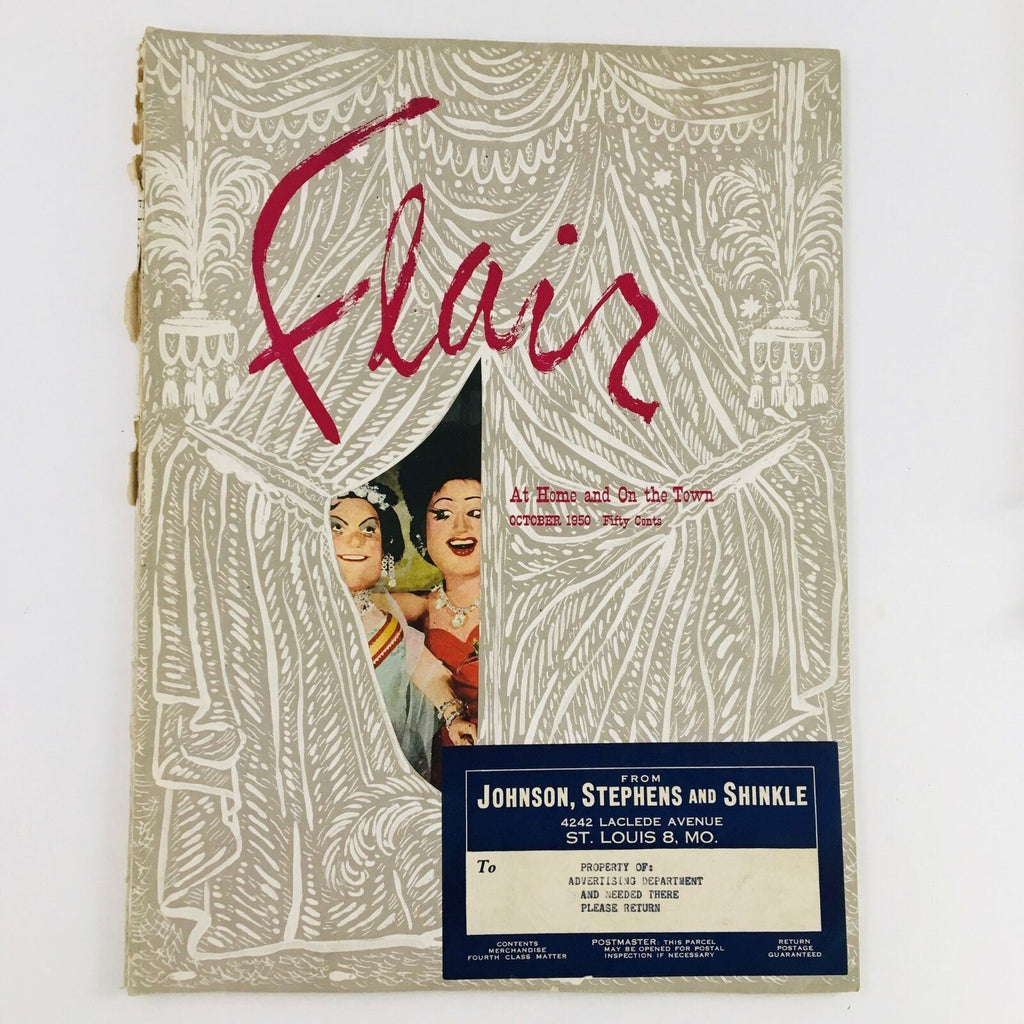 Flair
At Home and On the Town
OCTOBER 1950 Fifty Cents
FROM
JOHNSON, STEPHENS AND SHINKLE
4242 LACLEDE AVENUE
ST. LOUIS 8, MO.
To
PROPERTY OF:
ADVERTISING DEPARTMENT
AND NEEDED THERE
PLEASE RETURN
CONTENTS
MERCHANDISE
FOURTH CLASS MATTER
POSTMASTER: THIS PARCEL
MAY BE OPENED FOR POSTAL
INSPECTION IF NECESSARY
RETURN
POSTAGE
GUARANTEED